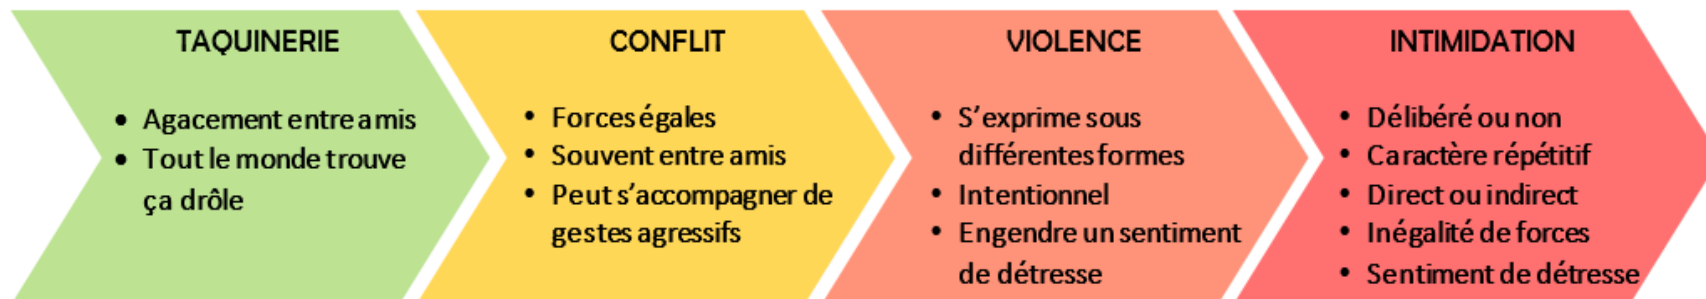 TAQUINERIE
• Agacement entre amis
• Tout le monde trouve
ça drôle
CONFLIT
• Forces égales
• Souvent entre amis
• Peut s'accompagner de
gestes agressifs
VIOLENCE
• S'exprime sous
différentes formes
• Intentionnel
• Engendre un sentiment
de détresse
INTIMIDATION
• Délibéré ou non
• Caractère répétitif
• Direct ou indirect
• Inégalité de forces
• Sentiment de détresse